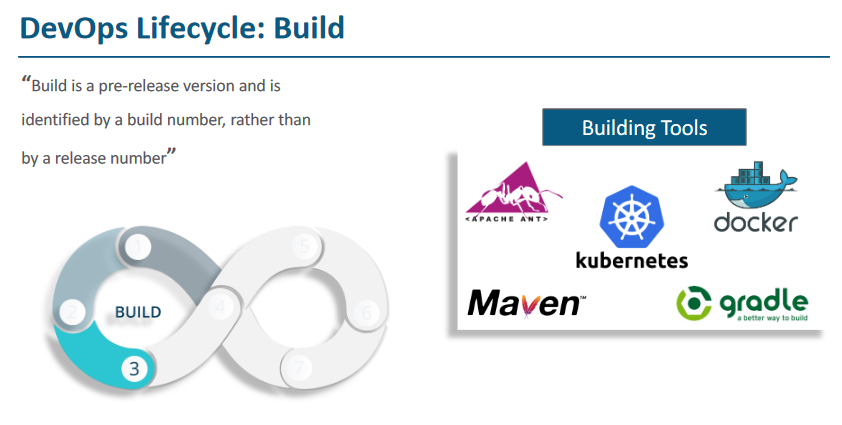 DevOps Lifecycle: Build
“Build is a pre-release version and is
identified by a build number, rather than
by a release number”
Building Tools
<APACHE ANT>
kubernetes
docker
Maven™
gradle
a better way to build
1
2
BUILD
3
4
5
6
7